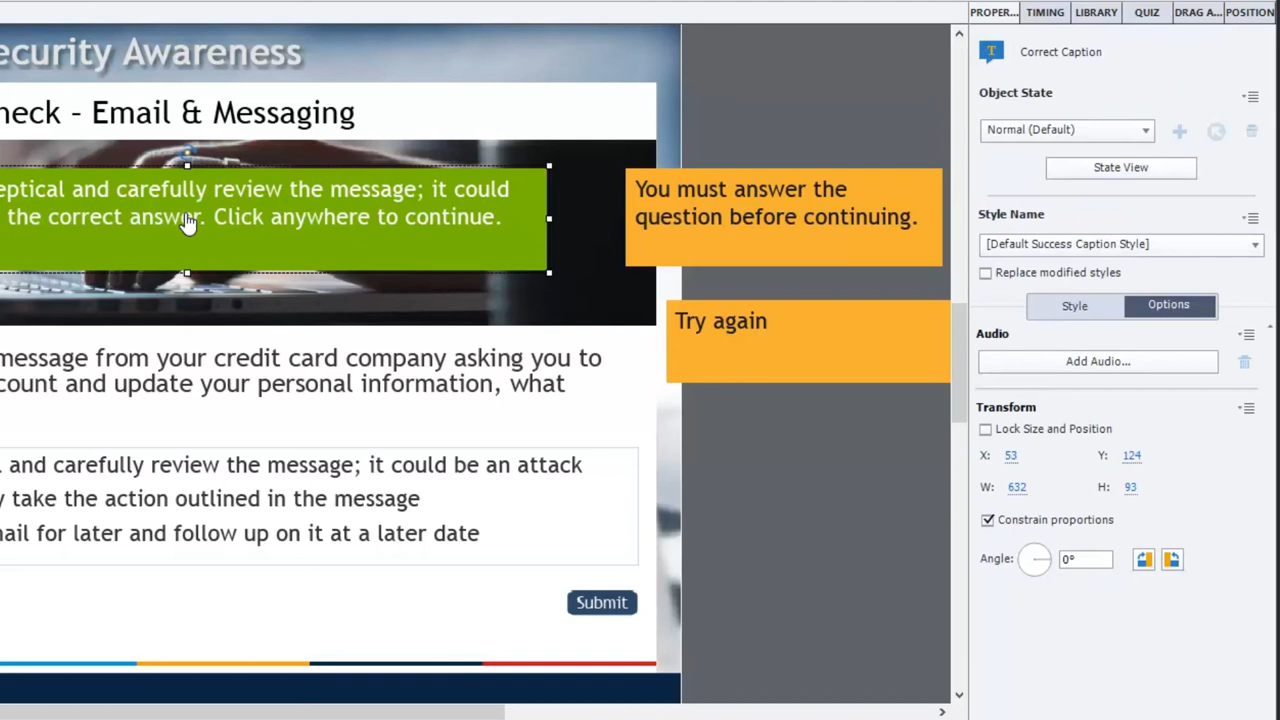 PROPER... TIMING LIBRARY QUIZ DRAG A... POSITION
ecurity Awareness
heck - Email & Messaging
eptical and carefully review the message; it could
the correct answer. Click anywhere to continue.
You must answer the
question before continuing.
Try again
message from your credit card company asking you to
count and update your personal information, what
l and carefully review the message; it could be an attack
y take the action outlined in the message
nail for later and follow up on it at a later date
Submit
T
Correct Caption
Object State
Normal (Default)
State View
Style Name
[Default Success Caption Style]
Replace modified styles
Style Options
Audio
Add Audio...
Transform
Lock Size and Position
X: 53 Y: 124
W: 632 H: 93
Constrain proportions
Angle: 0°